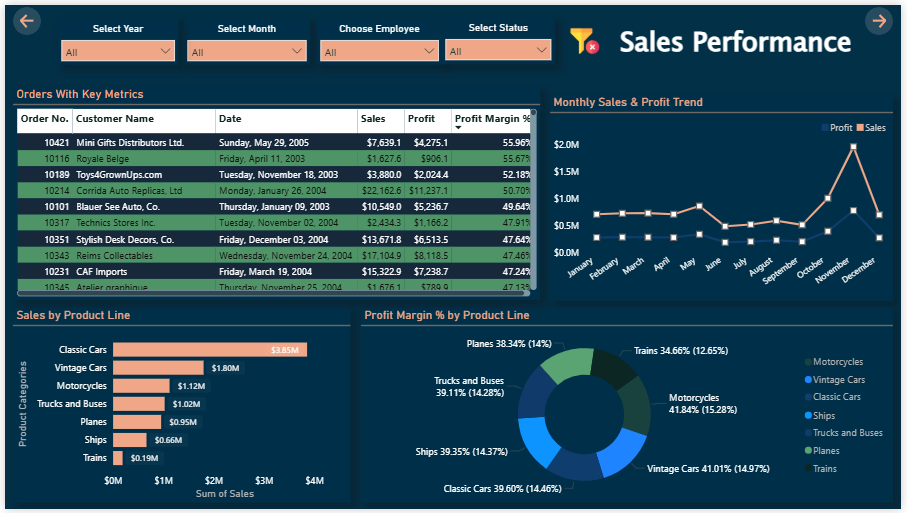 Select Year
Select Month
Choose Employee
Select Status
All
All
All
All
Sales Performance
Orders With Key Metrics
Order No. Customer Name Date Sales Profit Profit Margin %
10421 Mini Gifts Distributors Ltd. Sunday, May 29, 2005 $7,639.1 $4,275.1 55.96%
10116 Royale Belge Friday, April 11, 2003 $1,627.6 $906.1 55.67%
10189 Toys4GrownUps.com Tuesday, November 18, 2003 $3,880.0 $2,024.4 52.18%
10214 Corrida Auto Replicas, Ltd Monday, January 26, 2004 $22,162.6 $11,237.1 50.70%
10101 Blauer See Auto, Co. Thursday, January 09, 2003 $10,549.0 $5,236.7 49.64%
10317 Technics Stores Inc. Tuesday, November 02, 2004 $2,434.3 $1,166.2 47.91%
10351 Stylish Desk Decors, Co. Friday, December 03, 2004 $13,671.8 $6,513.5 47.64%
10343 Reims Collectables Wednesday, November 24, 2004 $17,104.9 $8,118.5 47.46%
10231 CAF Imports Friday, March 19, 2004 $15,322.9 $7,238.7 47.24%
10345 Atelier graphique Thursday, November 25, 2004 $1,676.1 $789.9 47.13%
Monthly Sales & Profit Trend
Profit Sales
$2.0M
$1.5M
$1.0M
$0.5M
$0.0M
January
February
March
April
May
June
July
August
September
October
November
December
Sales by Product Line
Product Categories
Classic Cars $3.85M
Vintage Cars $1.80M
Motorcycles $1.12M
Trucks and Buses $1.02M
Planes $0.95M
Ships $0.66M
Trains $0.19M
$0M $1M $2M $3M $4M
Sum of Sales
Profit Margin % by Product Line
Planes 38.34% (14%)
Trains 34.66% (12.65%)
Trucks and Buses
39.11% (14.28%)
Motorcycles
41.84% (15.28%)
Ships 39.35% (14.37%)
Vintage Cars 41.01% (14.97%)
Classic Cars 39.60% (14.46%)
Motorcycles
Vintage Cars
Classic Cars
Ships
Trucks and Buses
Planes
Trains